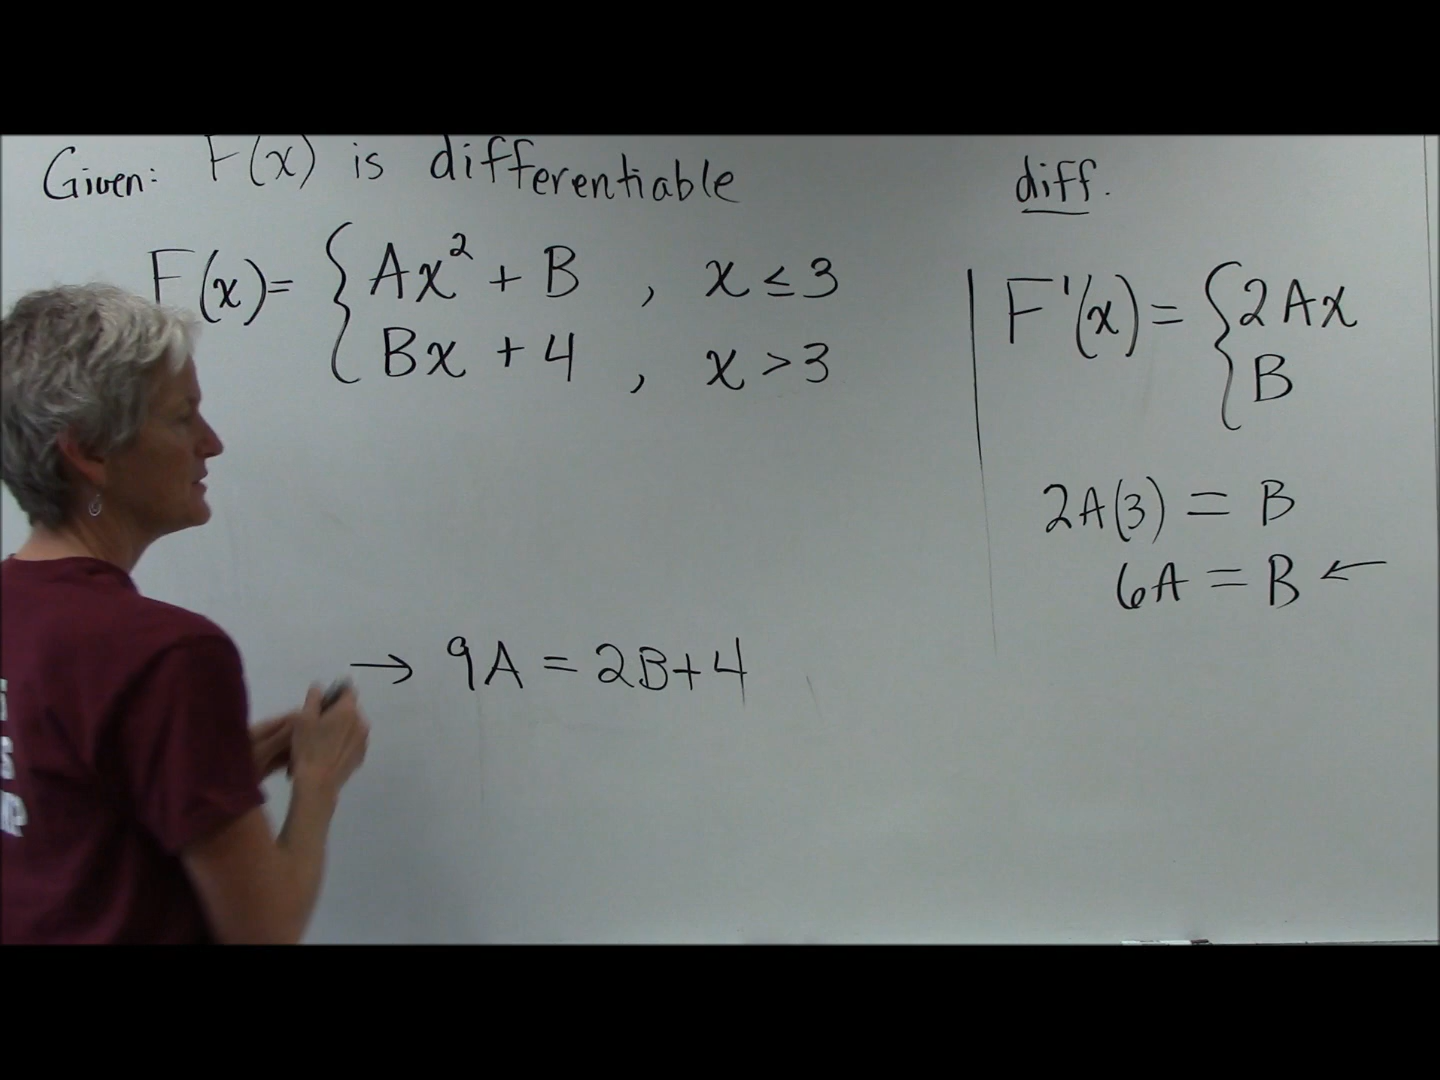 Given: F(x) is differentiable
F(x)= { Ax² + B , x ≤ 3
Bx + 4 , x > 3
→ 9A = 2B+4
diff.
F'(x) = { 2Ax
B
2A(3) = B
6A = B ←